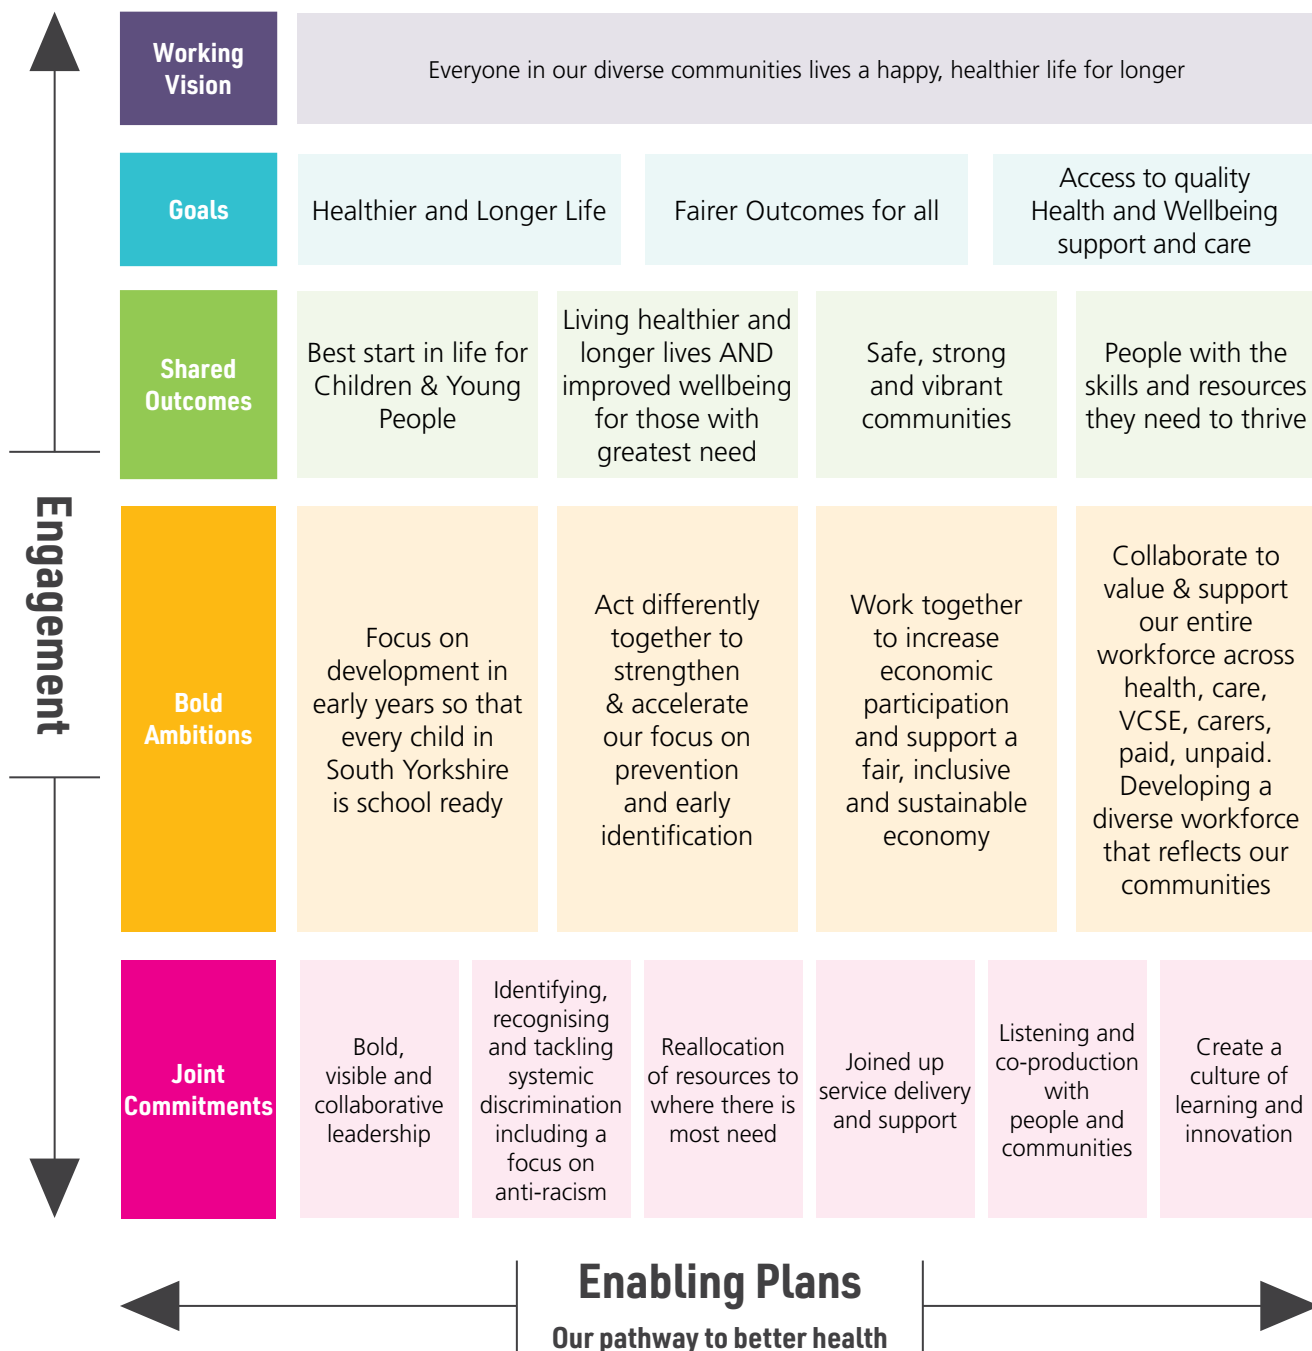 Working
Vision
Everyone in our diverse communities lives a happy, healthier life for longer
Goals
Healthier and Longer Life
Fairer Outcomes for all
Access to quality
Health and Wellbeing
support and care
Shared
Outcomes
Best start in life for
Children & Young
People
Living healthier and
longer lives AND
improved wellbeing
for those with
greatest need
Safe, strong
and vibrant
communities
People with the
skills and resources
they need to thrive
Engagement
Bold
Ambitions
Focus on
development in
early years so that
every child in
South Yorkshire
is school ready
Act differently
together to
strengthen
& accelerate
our focus on
prevention
and early
identification
Work together
to increase
economic
participation
and support a
fair, inclusive
and sustainable
economy
Collaborate to
value & support
our entire
workforce across
health, care,
VCSE, carers,
paid, unpaid.
Developing a
diverse workforce
that reflects our
communities
Joint
Commitments
Bold,
visible and
collaborative
leadership
Identifying,
recognising
and tackling
systemic
discrimination
including a
focus on
anti-racism
Reallocation
of resources to
where there is
most need
Joined up
service delivery
and support
Listening and
co-production
with
people and
communities
Create a
culture of
learning and
innovation
Enabling Plans
Our pathway to better health